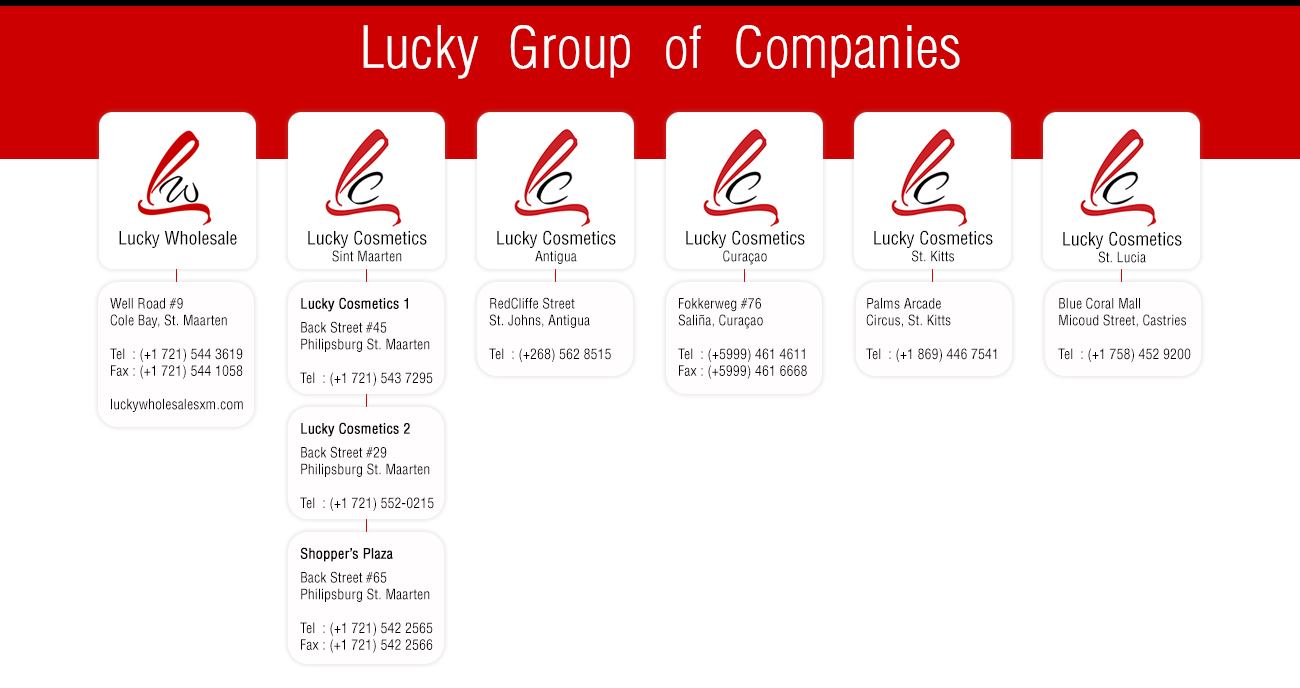 Lucky Group of Companies
LW
Lucky Wholesale
Well Road #9
Cole Bay, St. Maarten
Tel : (+1 721) 544 3619
Fax : (+1 721) 544 1058
luckywholesalesxm.com
LC
Lucky Cosmetics
Sint Maarten
Lucky Cosmetics 1
Back Street #45
Philipsburg St. Maarten
Tel : (+1 721) 543 7295
Lucky Cosmetics 2
Back Street #29
Philipsburg St. Maarten
Tel : (+1 721) 552-0215
Shopper's Plaza
Back Street #65
Philipsburg St. Maarten
Tel : (+1 721) 542 2565
Fax : (+1 721) 542 2566
LC
Lucky Cosmetics
Antigua
RedCliffe Street
St. Johns, Antigua
Tel : (+268) 562 8515
LC
Lucky Cosmetics
Curaçao
Fokkerweg #76
Saliña, Curaçao
Tel : (+5999) 461 4611
Fax : (+5999) 461 6668
LC
Lucky Cosmetics
St. Kitts
Palms Arcade
Circus, St. Kitts
Tel : (+1 869) 446 7541
LC
Lucky Cosmetics
St. Lucia
Blue Coral Mall
Micoud Street, Castries
Tel : (+1 758) 452 9200